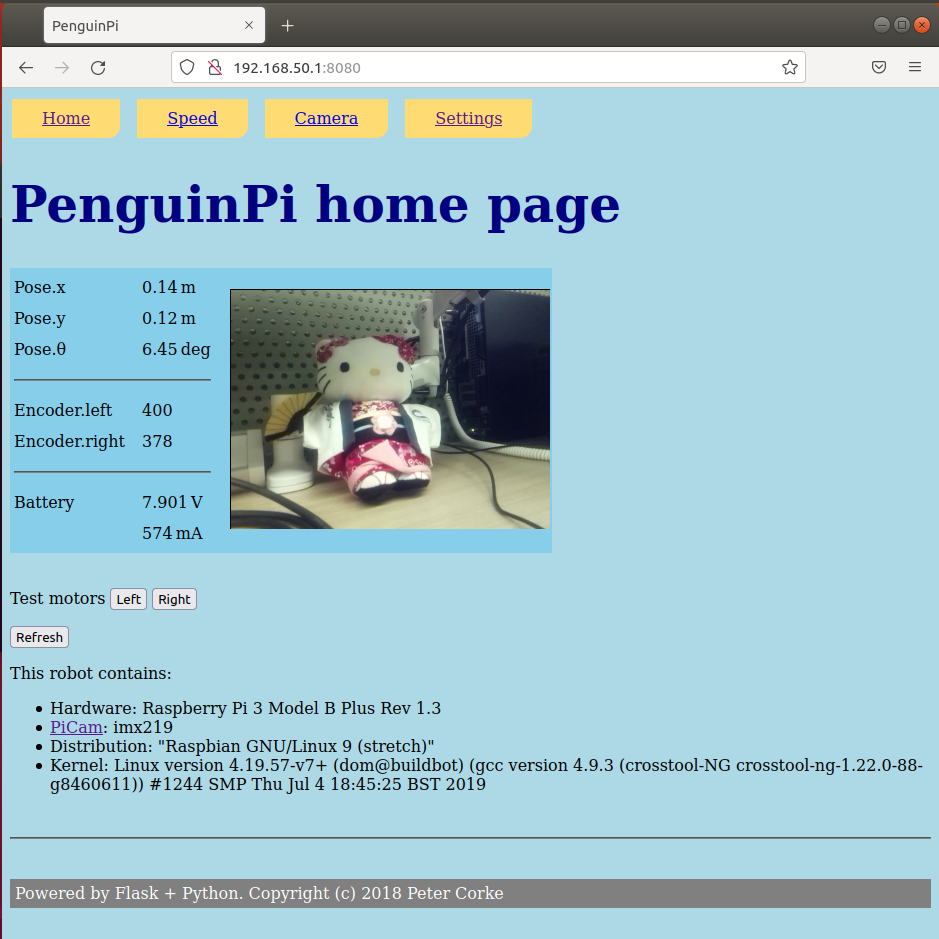 PenguinPi
192.168.50.1:8080
Home Speed Camera Settings
PenguinPi home page
Pose.x 0.14 m
Pose.y 0.12 m
Pose.θ 6.45 deg
Encoder.left 400
Encoder.right 378
Battery 7.901 V
574 mA
Test motors Left Right
Refresh
This robot contains:
Hardware: Raspberry Pi 3 Model B Plus Rev 1.3
PiCam: imx219
Distribution: "Raspbian GNU/Linux 9 (stretch)"
Kernel: Linux version 4.19.57-v7+ (dom@buildbot) (gcc version 4.9.3 (crosstool-NG crosstool-ng-1.22.0-88-
g8460611)) #1244 SMP Thu Jul 4 18:45:25 BST 2019
Powered by Flask + Python. Copyright (c) 2018 Peter Corke